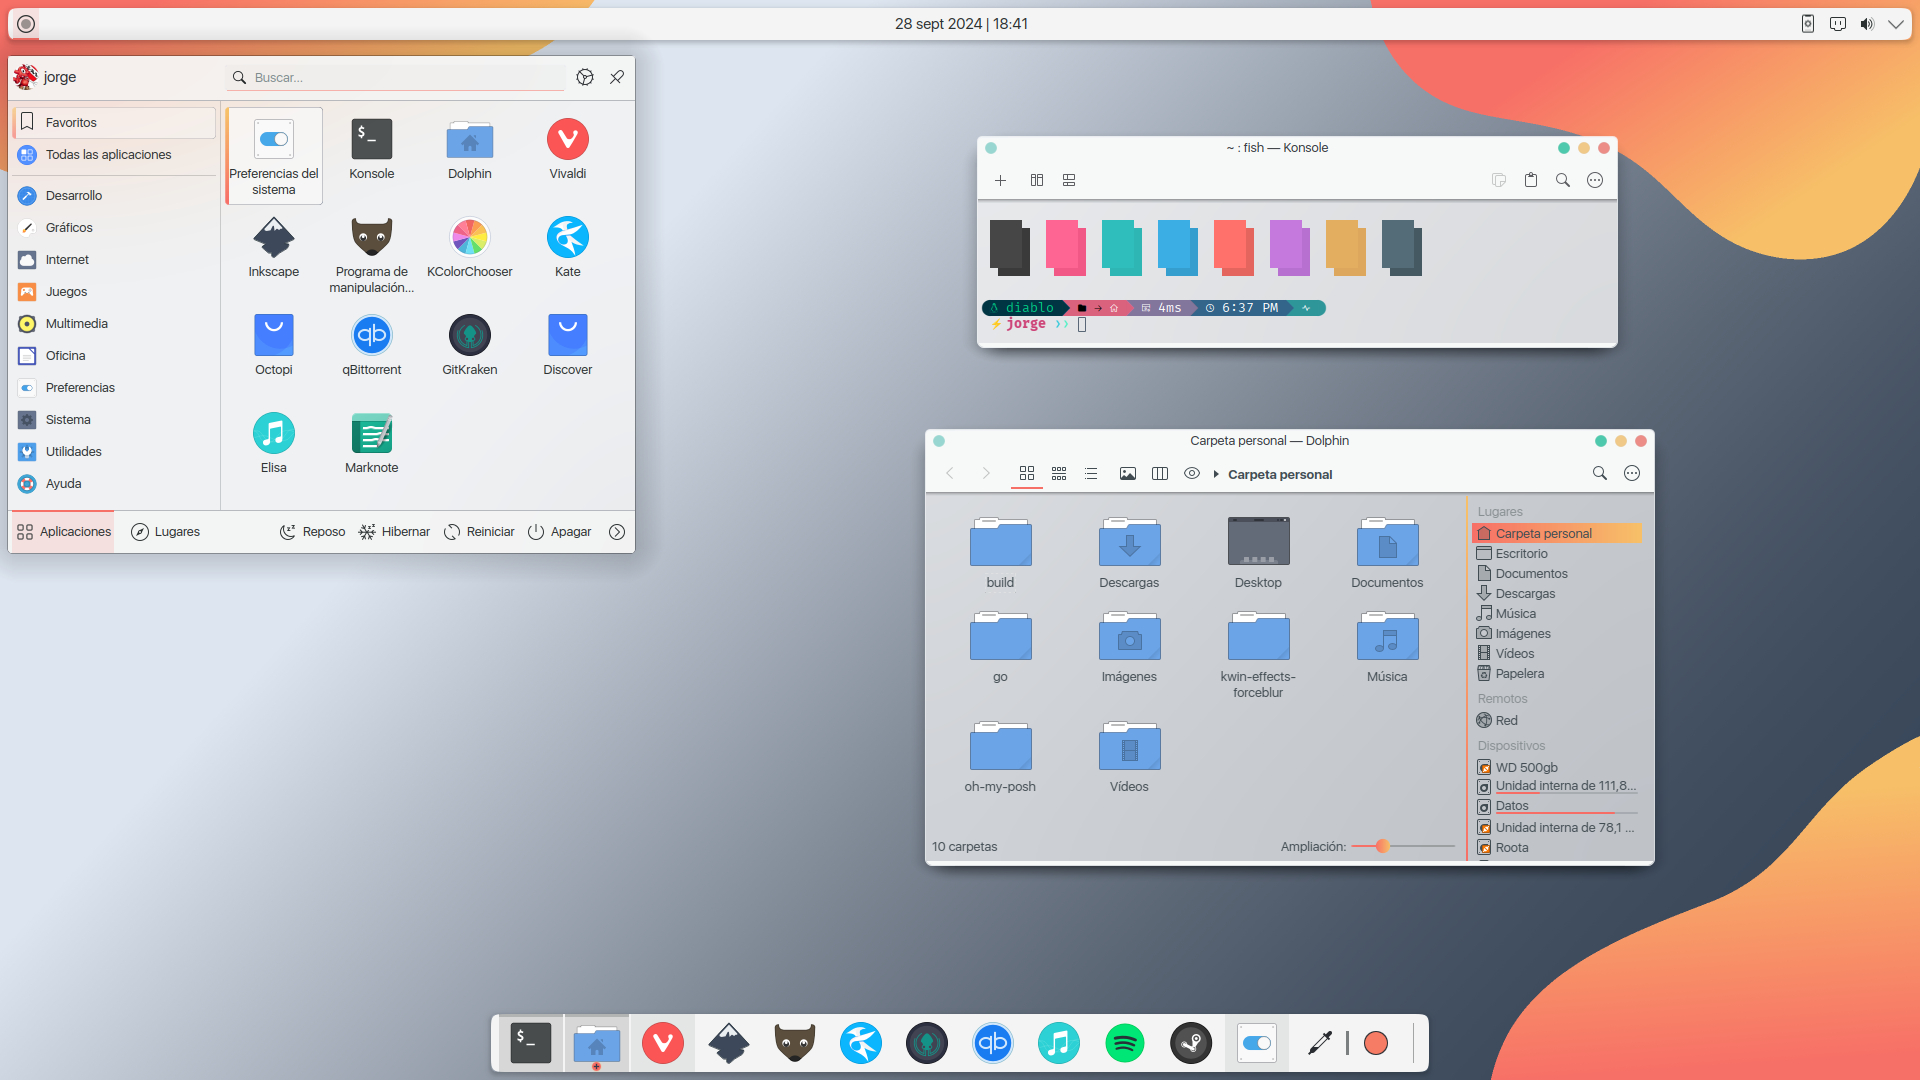 28 sept 2024 | 18:41
jorge
Buscar...
Favoritos
Todas las aplicaciones
Desarrollo
Gráficos
Internet
Juegos
Multimedia
Oficina
Preferencias
Sistema
Utilidades
Ayuda
Preferencias del
sistema
Konsole
Dolphin
Vivaldi
Inkscape
Programa de
manipulación...
KColorChooser
Kate
Octopi
qBittorrent
GitKraken
Discover
Elisa
Marknote
Aplicaciones
Lugares
Reposo
Hibernar
Reiniciar
Apagar
~ : fish — Konsole
diablo 4ms 6:37 PM
jorge
Carpeta personal — Dolphin
Carpeta personal
build
Descargas
Desktop
Documentos
go
Imágenes
kwin-effects-
forceblur
Música
oh-my-posh
Vídeos
10 carpetas
Ampliación:
Lugares
Carpeta personal
Escritorio
Documentos
Descargas
Música
Imágenes
Vídeos
Papelera
Remotos
Red
Dispositivos
WD 500gb
Unidad interna de 111,8...
Datos
Unidad interna de 78,1 ...
Roota
$_
$_